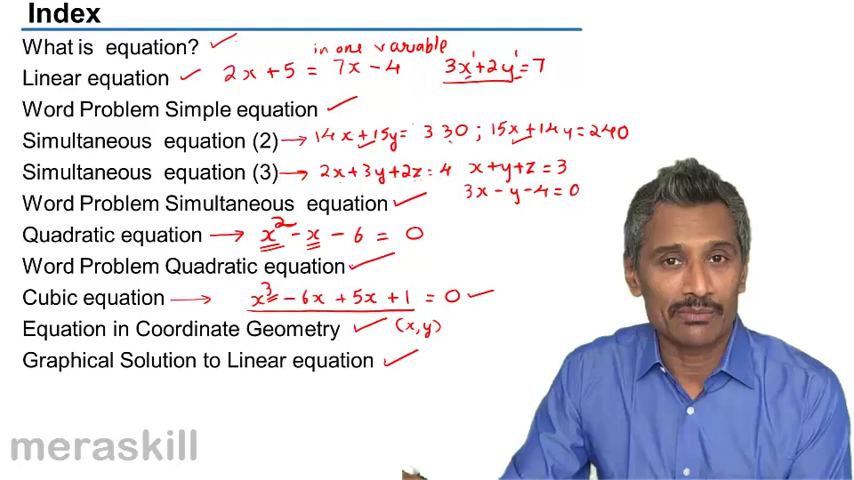 Index
What is equation?
in one variable
Linear equation 2x + 5 = 7x - 4 3x¹+2y¹=7
Word Problem Simple equation
Simultaneous equation (2) → 14x + 15y = 330 ; 15x + 14y = 240
Simultaneous equation (3) → 2x + 3y + 2z = 4 x + y + z = 3
3x - y - 4 = 0
Word Problem Simultaneous equation
Quadratic equation → x² - x - 6 = 0
Word Problem Quadratic equation
Cubic equation → x³ - 6x + 5x + 1 = 0
Equation in Coordinate Geometry (x,y)
Graphical Solution to Linear equation
meraskill